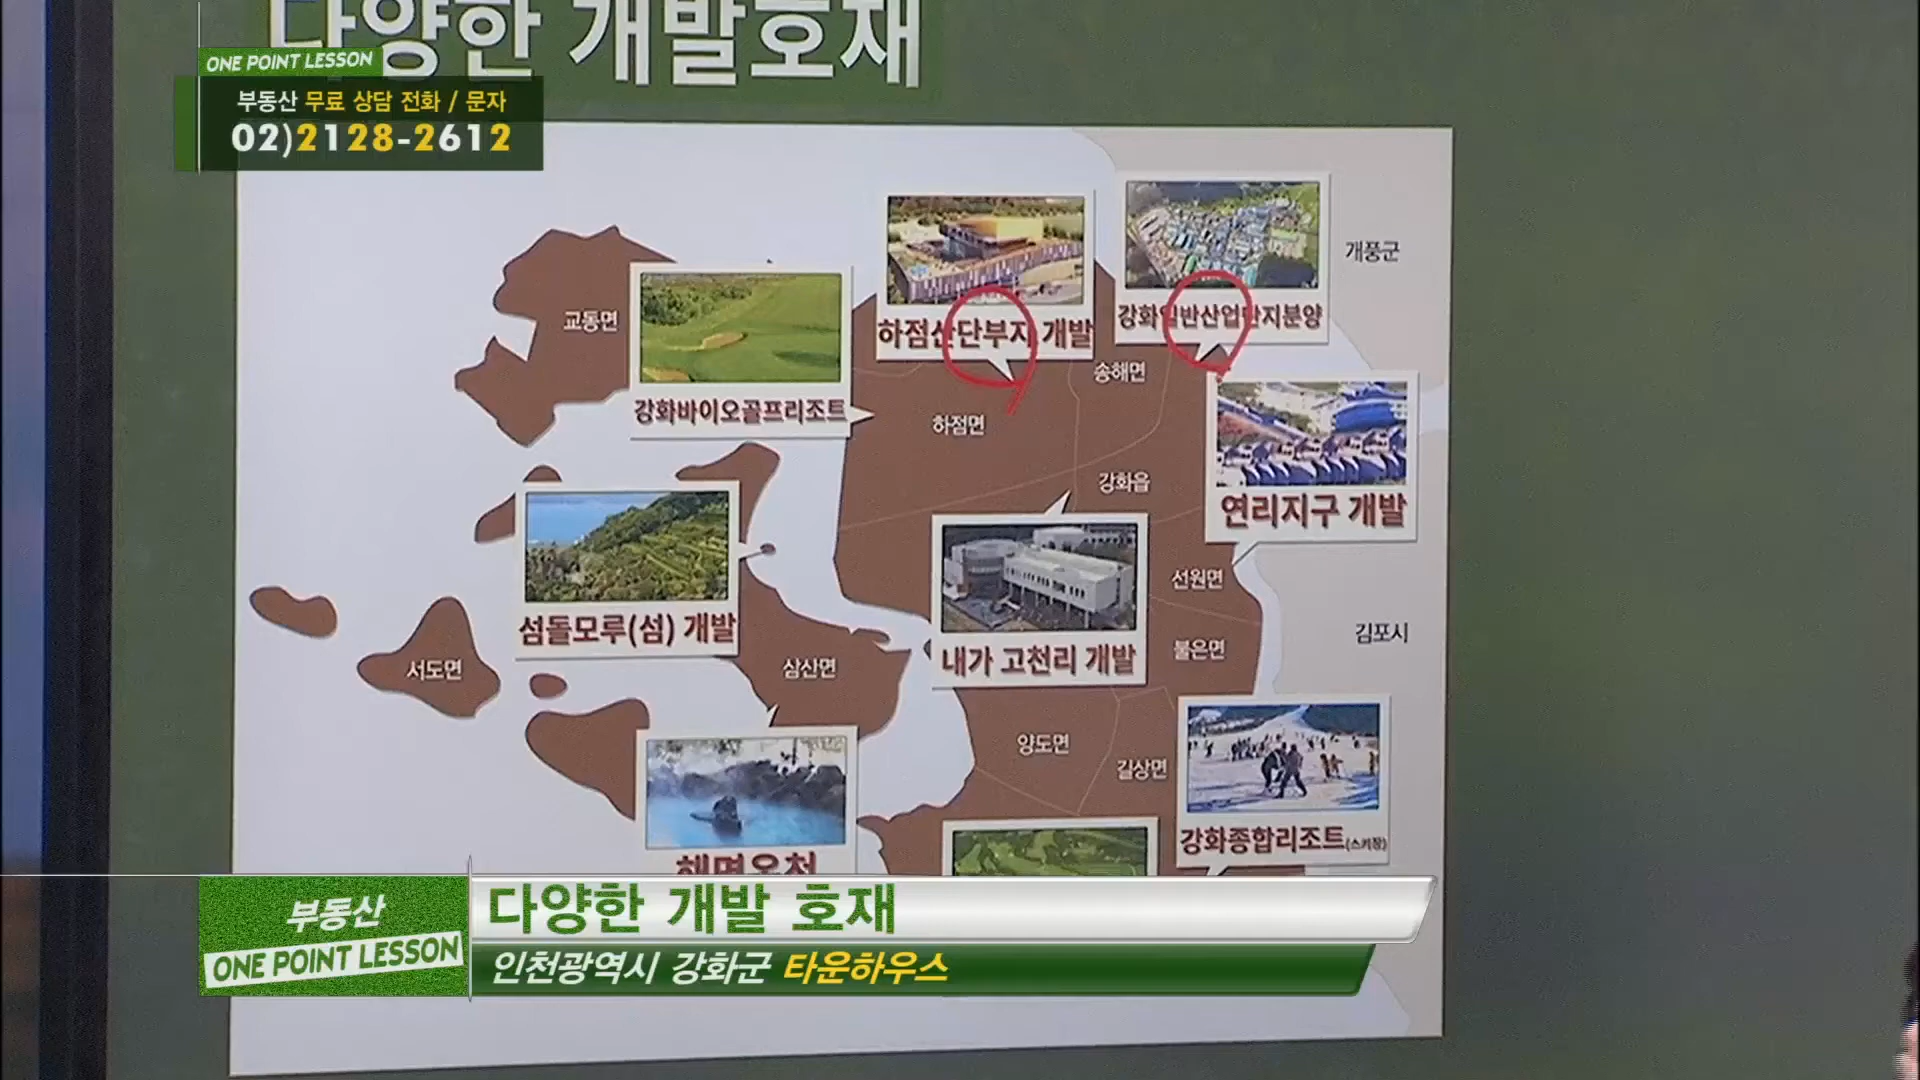 다양한 개발호재
ONE POINT LESSON
부동산 무료 상담 전화 / 문자
02)2128-2612
개풍군
교동면
하점산단부지 개발
강화일반산업단지분양
송해면
강화바이오골프리조트
하점면
강화읍
연리지구 개발
선원면
섬돌모루(섬) 개발
김포시
내가 고천리 개발
불은면
서도면
삼산면
양도면
길상면
강화종합리조트(스키장)
해명온천
부동산
ONE POINT LESSON
다양한 개발 호재
인천광역시 강화군 타운하우스